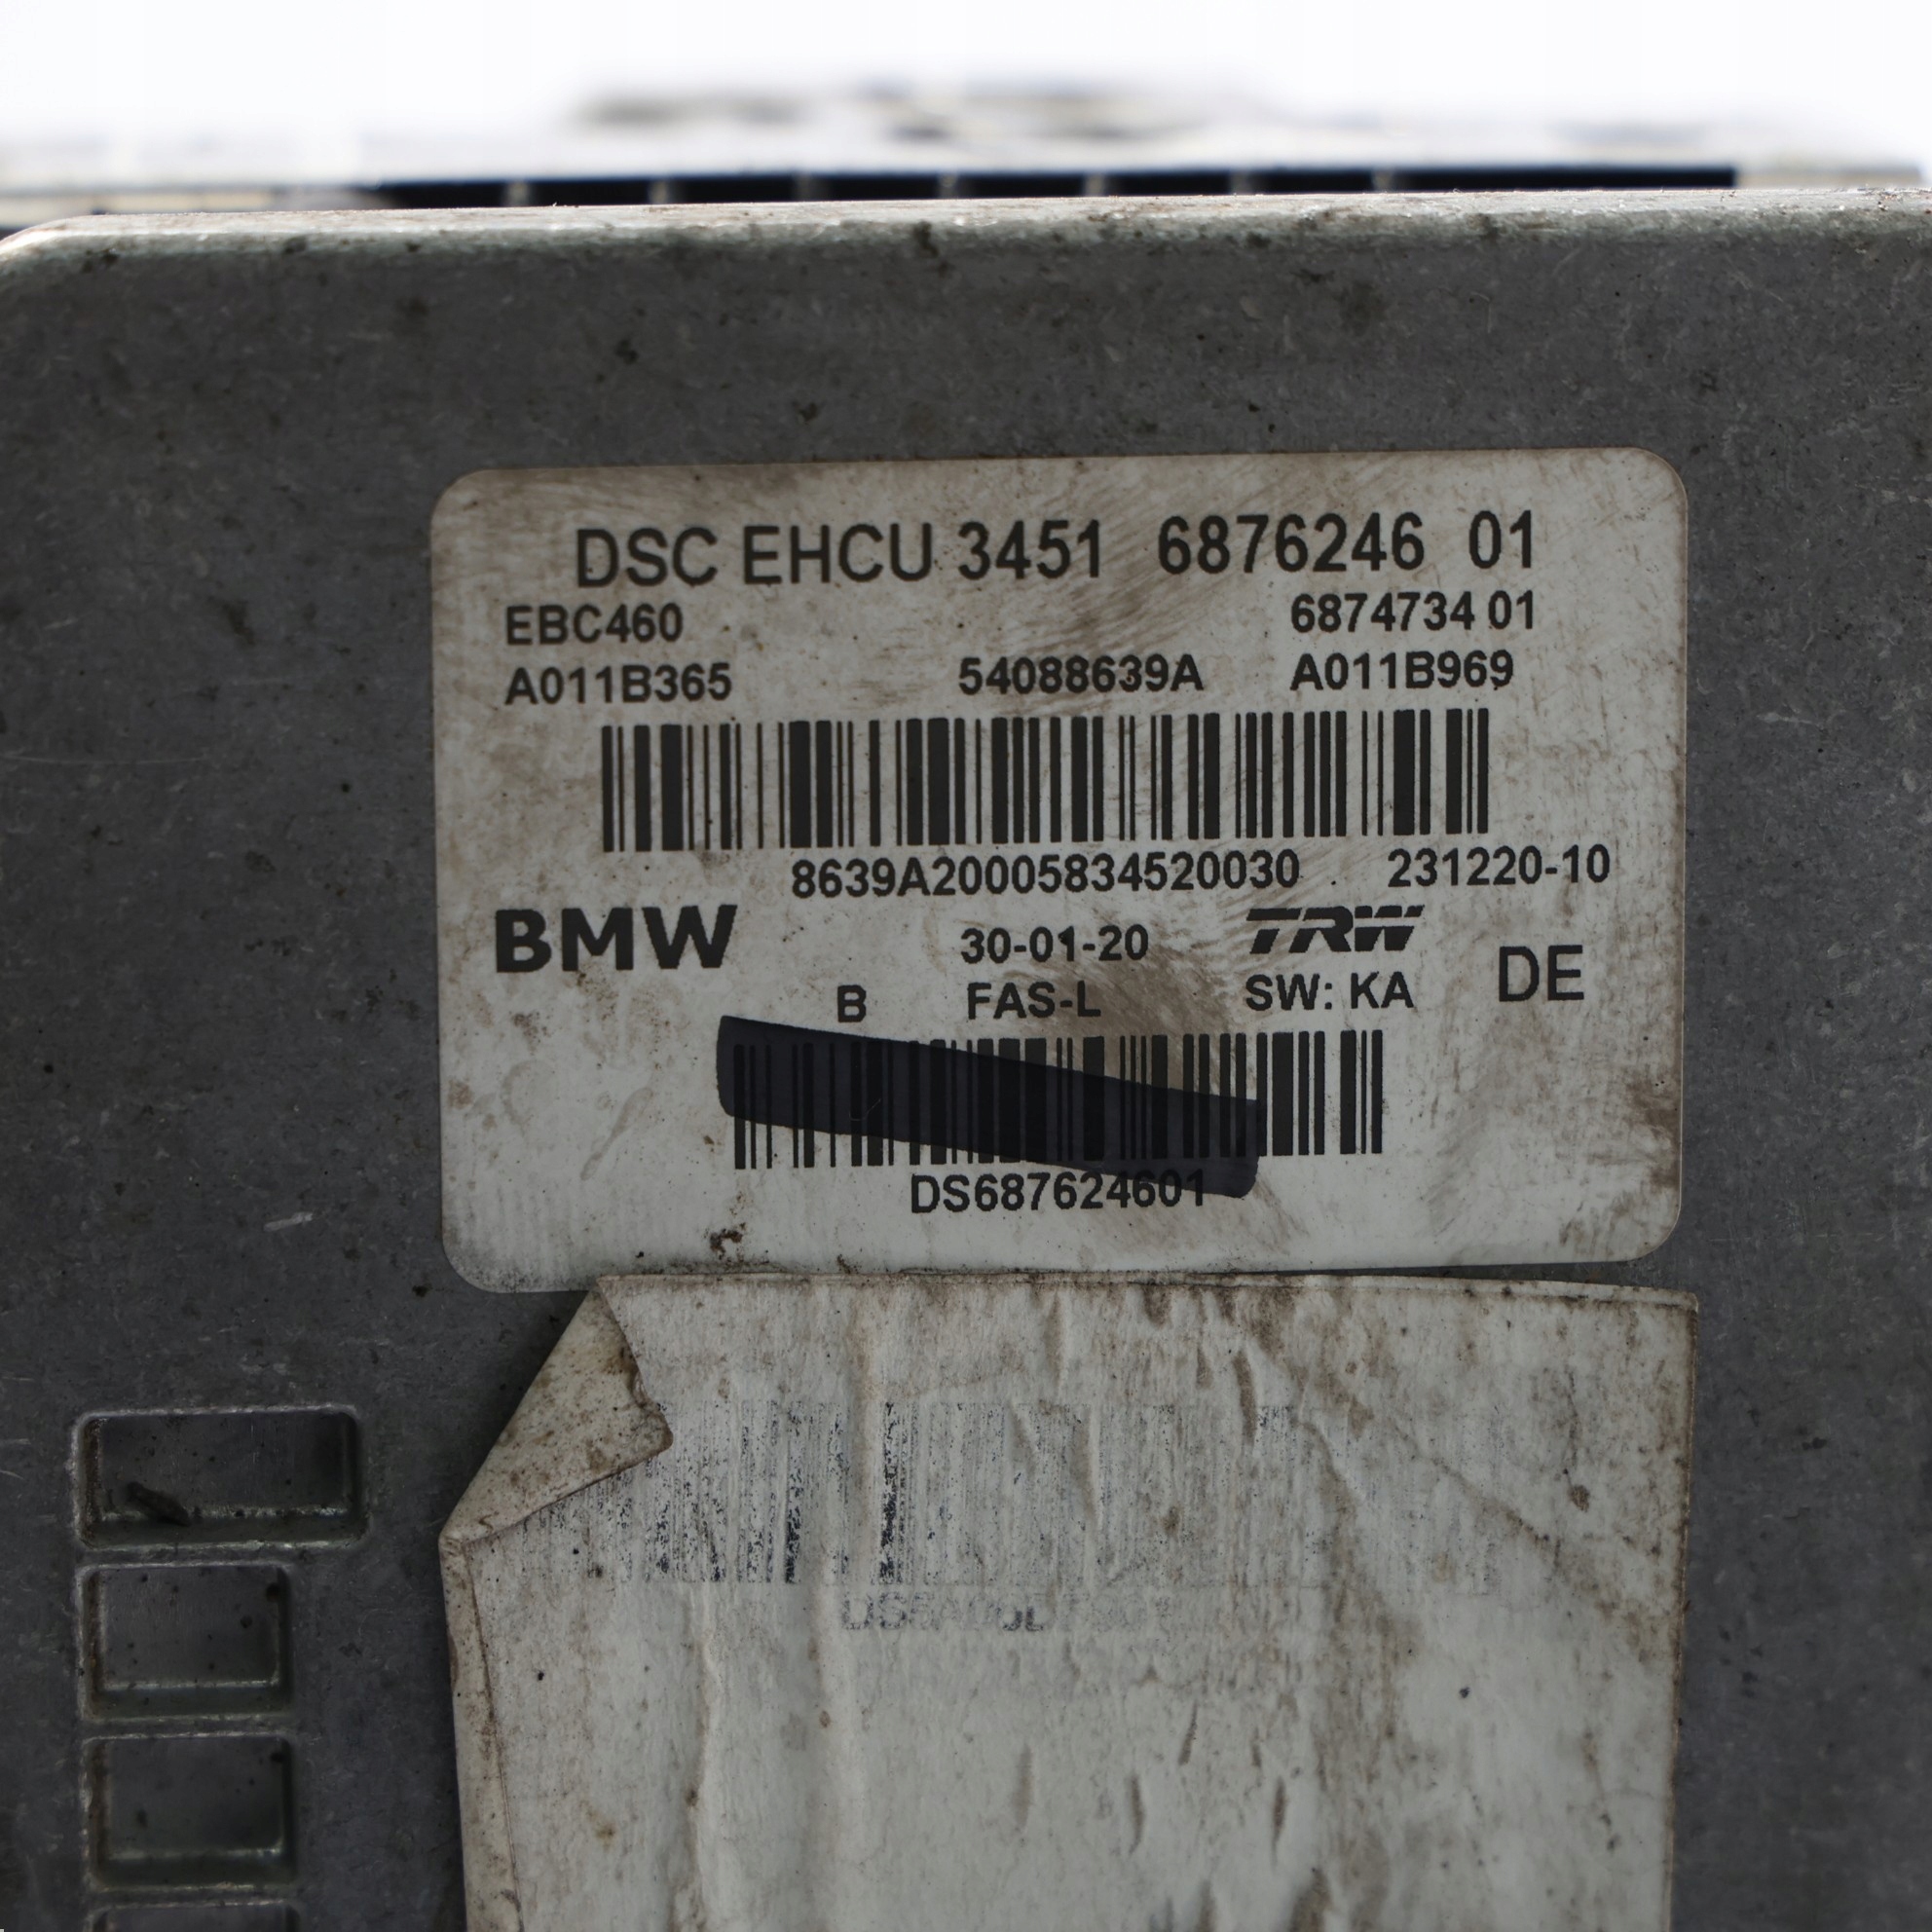 DSC EHCU 3451 6876246 01
EBC460 6874734 01
A011B365 54088639A A011B969
8639A20005834520030 231220-10
BMW 30-01-20 TRW DE
B FAS-L SW: KA
DS687624601